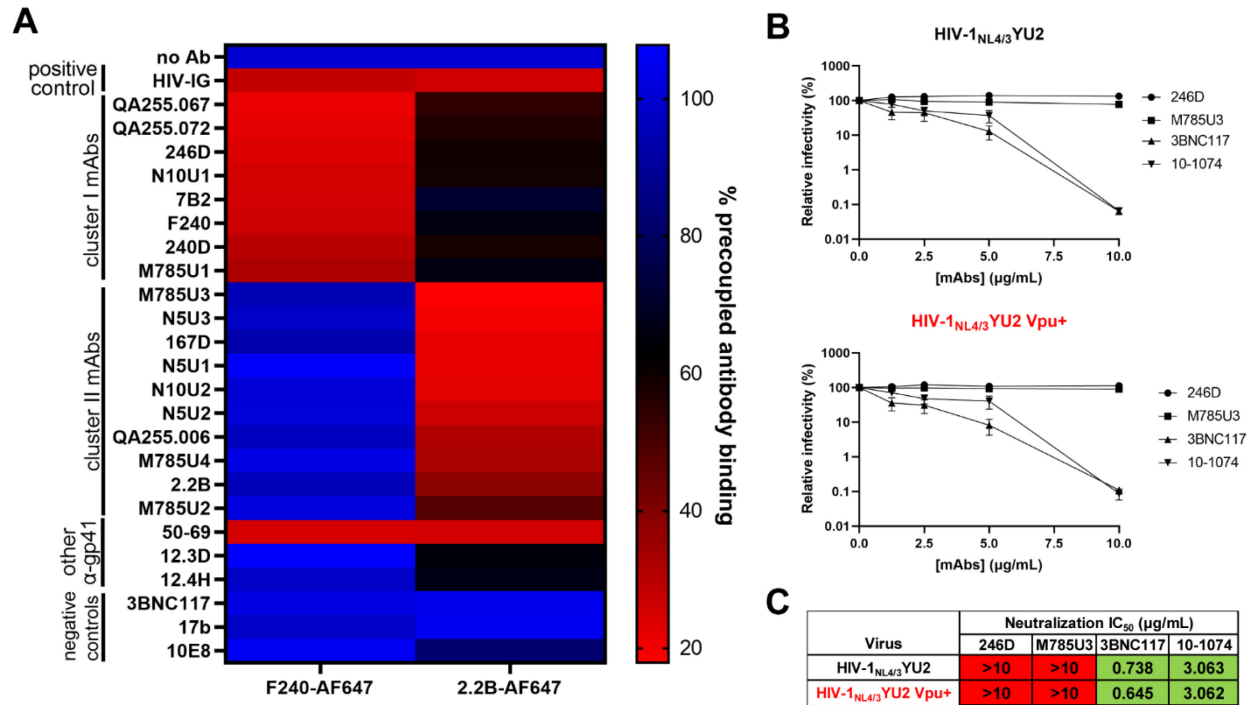 A
no Ab
positive
control
HIV-IG
cluster I mAbs
QA255.067
QA255.072
246D
N10U1
7B2
F240
240D
M785U1
cluster II mAbs
M785U3
N5U3
167D
N5U1
N10U2
N5U2
QA255.006
M785U4
2.2B
M785U2
other
α-gp41
50-69
12.3D
12.4H
negative
controls
3BNC117
17b
10E8
F240-AF647 2.2B-AF647
100
80
60
40
20
% precoupled antibody binding
B
HIV-1NL4/3YU2
Relative infectivity (%)
1000
100
10
1
0.1
0.01
0.0 2.5 5.0 7.5 10.0
[mAbs] (µg/mL)
246D
M785U3
3BNC117
10-1074
HIV-1NL4/3YU2 Vpu+
Relative infectivity (%)
1000
100
10
1
0.1
0.01
0.0 2.5 5.0 7.5 10.0
[mAbs] (µg/mL)
246D
M785U3
3BNC117
10-1074
C
Neutralization IC50 (µg/mL)
Virus 246D M785U3 3BNC117 10-1074
HIV-1NL4/3YU2 >10 >10 0.738 3.063
HIV-1NL4/3YU2 Vpu+ >10 >10 0.645 3.062